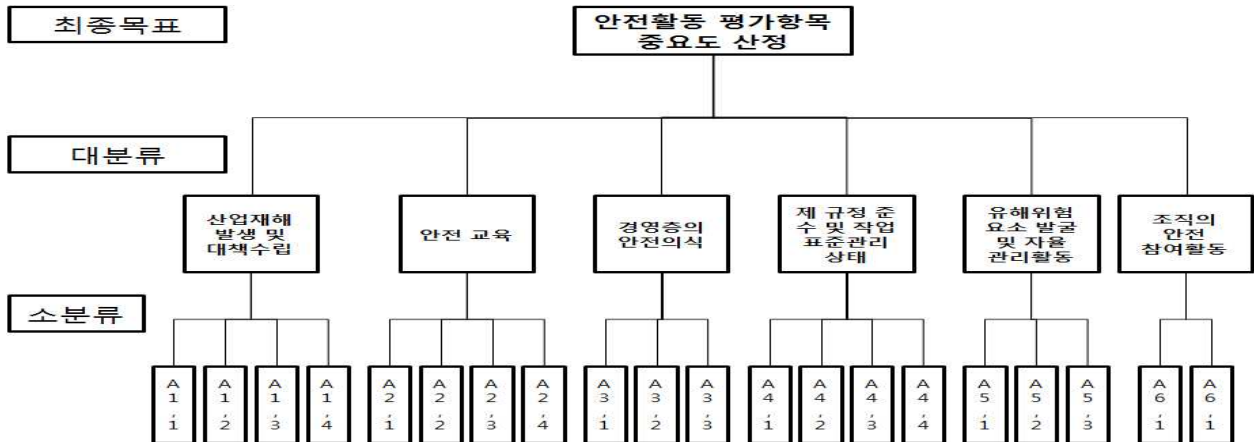 최종목표
안전활동 평가항목
중요도 산정
대분류
산업재해
발생 및
대책수립
안전 교육
경영층의
안전의식
제 규정 준
수 및 작업
표준관리
상태
유해위험
요소 발굴
및 자율
관리활동
조직의
안전
참여활동
소분류
A1,1
A1,2
A1,3
A1,4
A2,1
A2,2
A2,3
A2,4
A3,1
A3,2
A3,3
A4,1
A4,2
A4,3
A4,4
A5,1
A5,2
A5,3
A6,1
A6,1